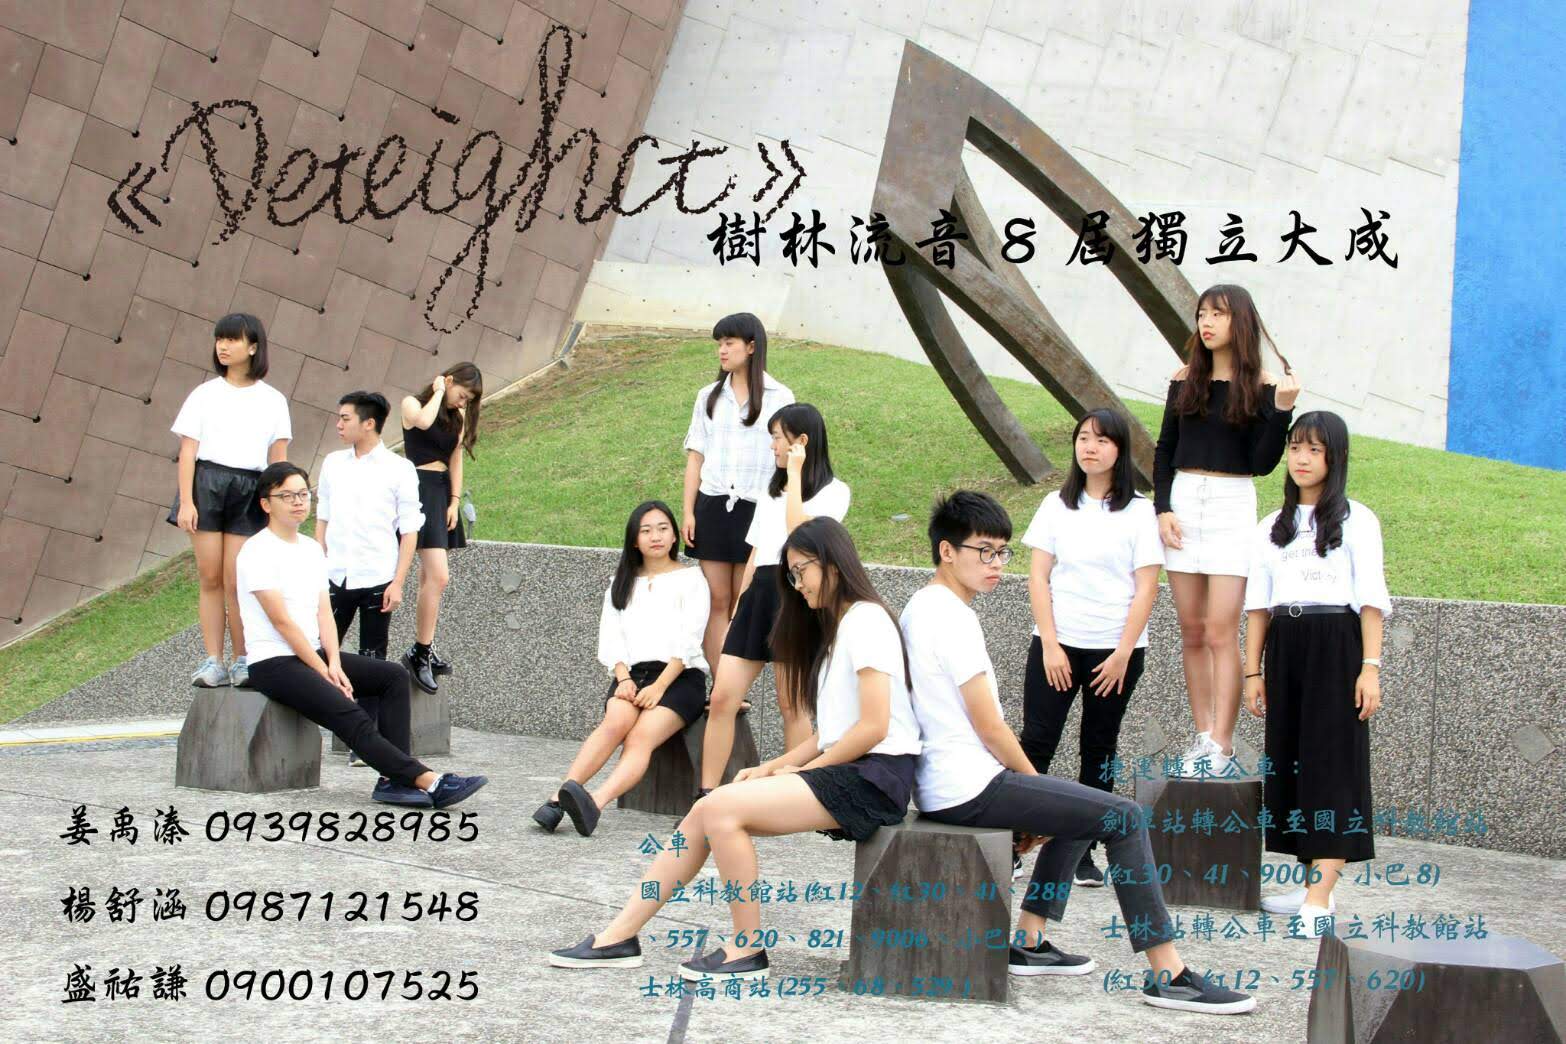 《Deteighct》
樹林流音 8 居獨立大成
姜禹溱 0939828985
楊舒涵 0987121548
盛祐謙 0900107525
公車：
國立科教館站(紅12、紅30、41、288
、557、620、821、9006、小巴8)
士林高商站(255、68、529)
捷運轉乘公車：
劍潭站轉公車至國立科教館站
(紅30、41、9006、小巴8)
士林站轉公車至國立科教館站
(紅30、紅12、557、620)
get the
Victory